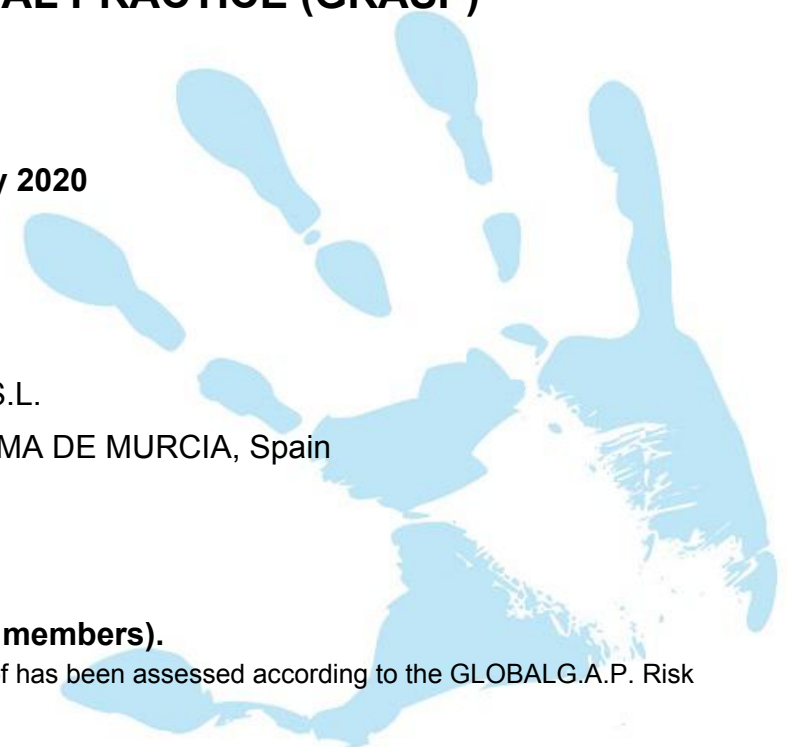 AL PRACTICE (GRASP)
y 2020
S.L.
MA DE MURCIA, Spain
members).
f has been assessed according to the GLOBALG.A.P. Risk